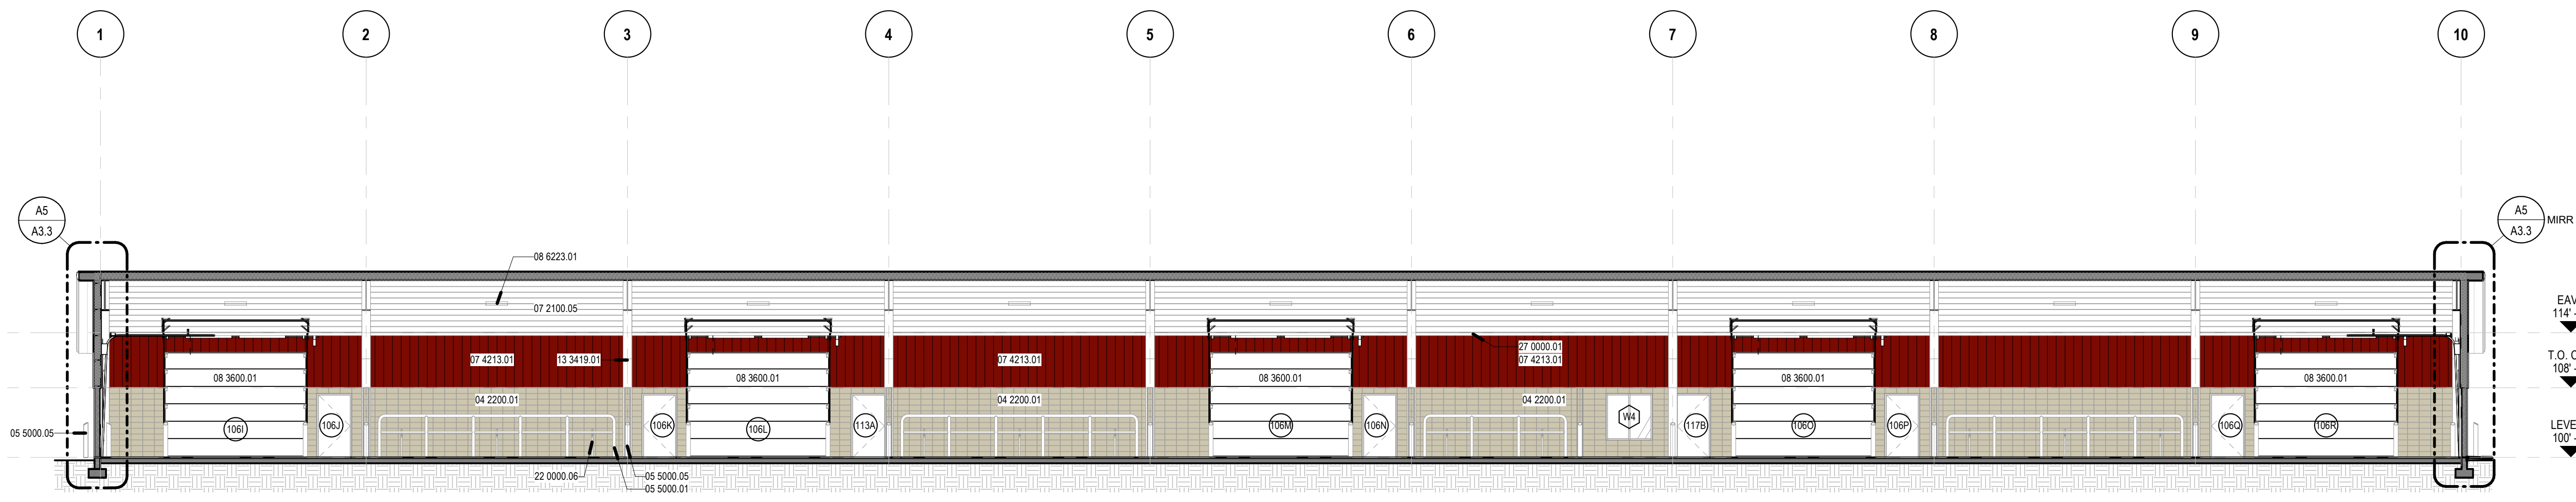 1
2
3
4
5
6
7
8
9
10
A5
A3.3
A5
A3.3
MIRR
08 6223.01
07 2100.05
EAV
114' -
07 4213.01
13 3419.01
07 4213.01
27 0000.01
07 4213.01
T.O. C
108' -
08 3600.01
08 3600.01
08 3600.01
08 3600.01
08 3600.01
04 2200.01
04 2200.01
04 2200.01
W4
106I
106J
106K
106L
113A
106M
106N
117B
106O
106P
106Q
106R
05 5000.05
LEVE
100' -
22 0000.06
05 5000.05
05 5000.01